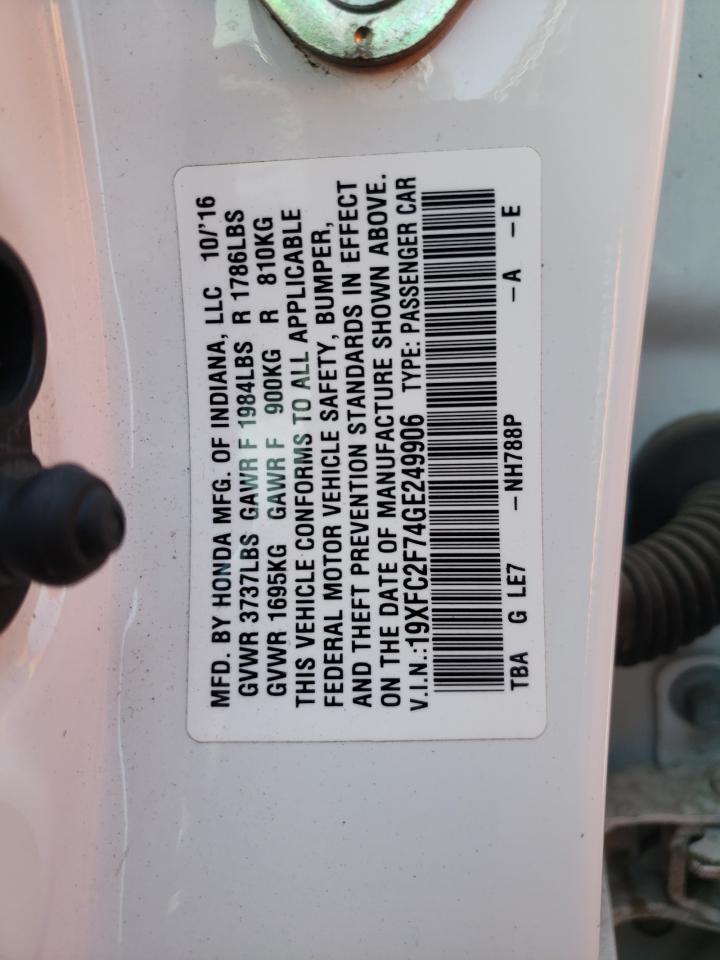 MFD. BY HONDA MFG. OF INDIANA, LLC 10/'16
GVWR 3737LBS GAWR F 1984LBS R 1786LBS
GVWR 1695KG GAWR F 900KG R 810KG
THIS VEHICLE CONFORMS TO ALL APPLICABLE
FEDERAL MOTOR VEHICLE SAFETY, BUMPER,
AND THEFT PREVENTION STANDARDS IN EFFECT
ON THE DATE OF MANUFACTURE SHOWN ABOVE.
V.I.N.:19XFC2F74GE249906 TYPE: PASSENGER CAR
TBA G LE7 -NH788P -A -E